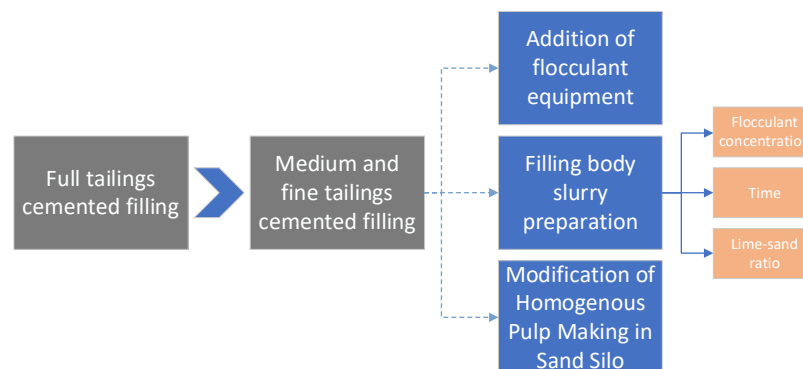 Full tailings
cemented filling
Medium and
fine tailings
cemented filling
Addition of
flocculant
equipment
Filling body
slurry
preparation
Modification of
Homogenous
Pulp Making in
Sand Silo
Flocculant
concentration
Time
Lime-sand
ratio